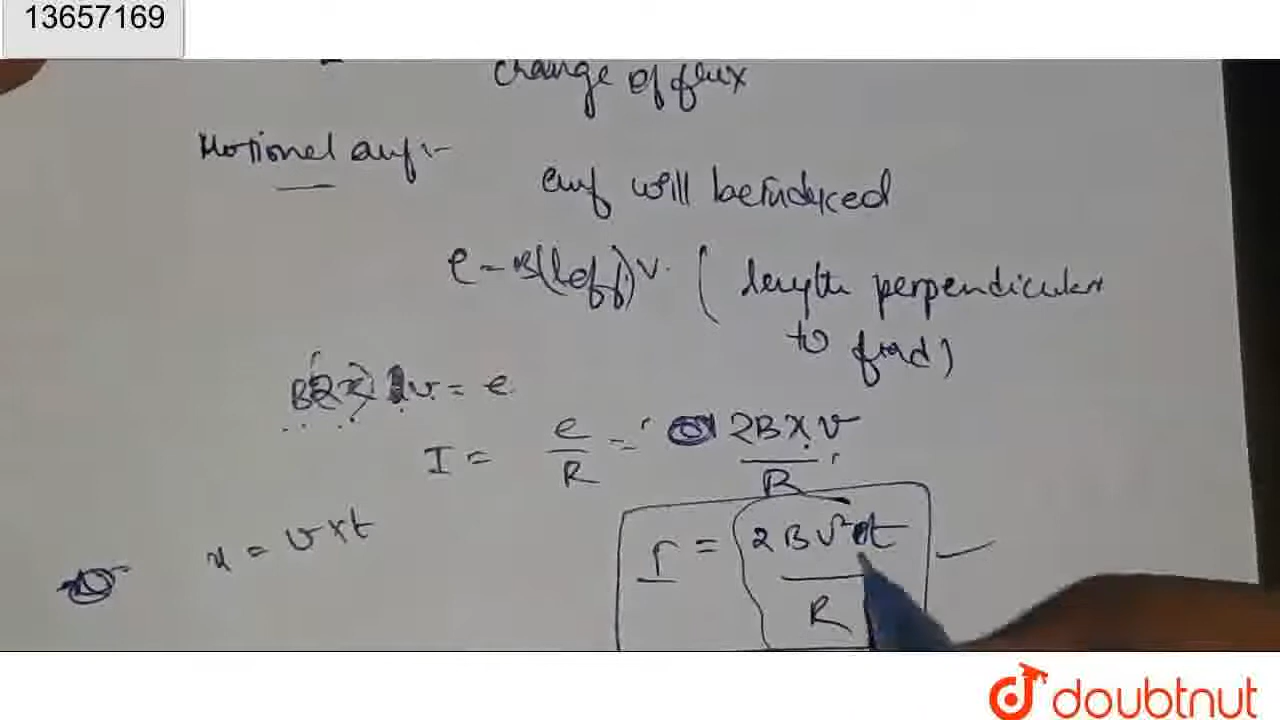 13657169
change of flux
Motional emf :-
emf will be induced
e = B(leff)v. ( length perpendicular
to field)
B(2x) v = e
I = e/R = 2Bxv/R
x = v x t
I = 2Bv²t/R
doubtnut